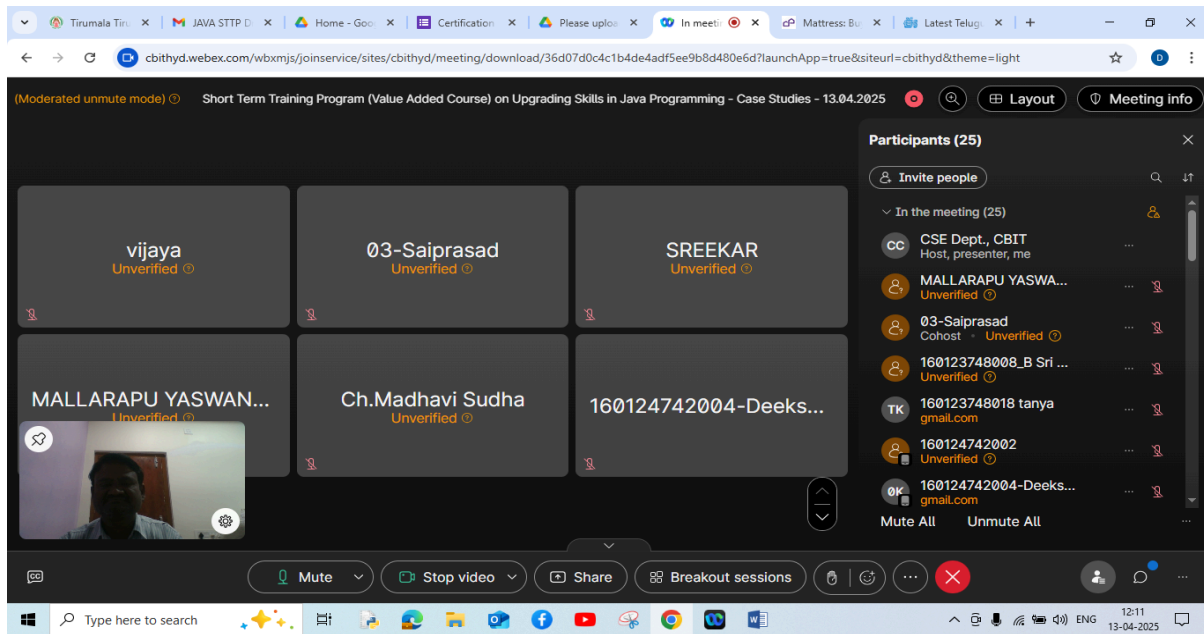 Tirumala Tiru
JAVA STTP D
Home - Goo
Certification
Please uploa
In meetin
Mattress: Bu
Latest Telugu
cbithyd.webex.com/wbxmjs/joinservice/sites/cbithyd/meeting/download/36d07d0c4c1b4de4adf5ee9b8d480e6d?launchApp=true&siteurl=cbithyd&theme=light
D
(Moderated unmute mode)
Short Term Training Program (Value Added Course) on Upgrading Skills in Java Programming - Case Studies - 13.04.2025
Layout
Meeting info
vijaya
Unverified
03-Saiprasad
Unverified
SREEKAR
Unverified
MALLARAPU YASWAN...
Unverified
Ch.Madhavi Sudha
Unverified
160124742004-Deeks...
Participants (25)
Invite people
In the meeting (25)
CC
CSE Dept., CBIT
Host, presenter, me
MALLARAPU YASWA...
Unverified
03-Saiprasad
Cohost Unverified
160123748008_B Sri ...
Unverified
TK
160123748018 tanya
gmail.com
160124742002
Unverified
0K
160124742004-Deeks...
gmail.com
Mute All Unmute All
CC
Mute
Stop video
Share
Breakout sessions
Type here to search
ENG
12:11
13-04-2025